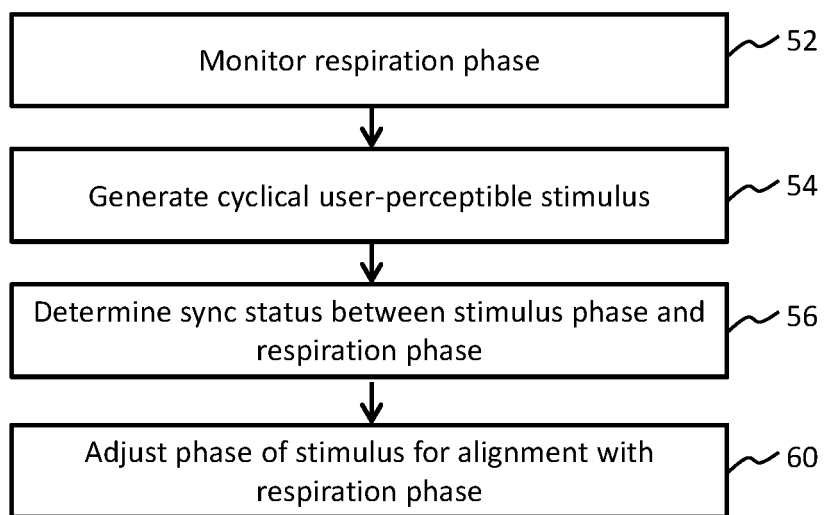 Monitor respiration phase
52
Generate cyclical user-perceptible stimulus
54
Determine sync status between stimulus phase and
respiration phase
56
Adjust phase of stimulus for alignment with
respiration phase
60